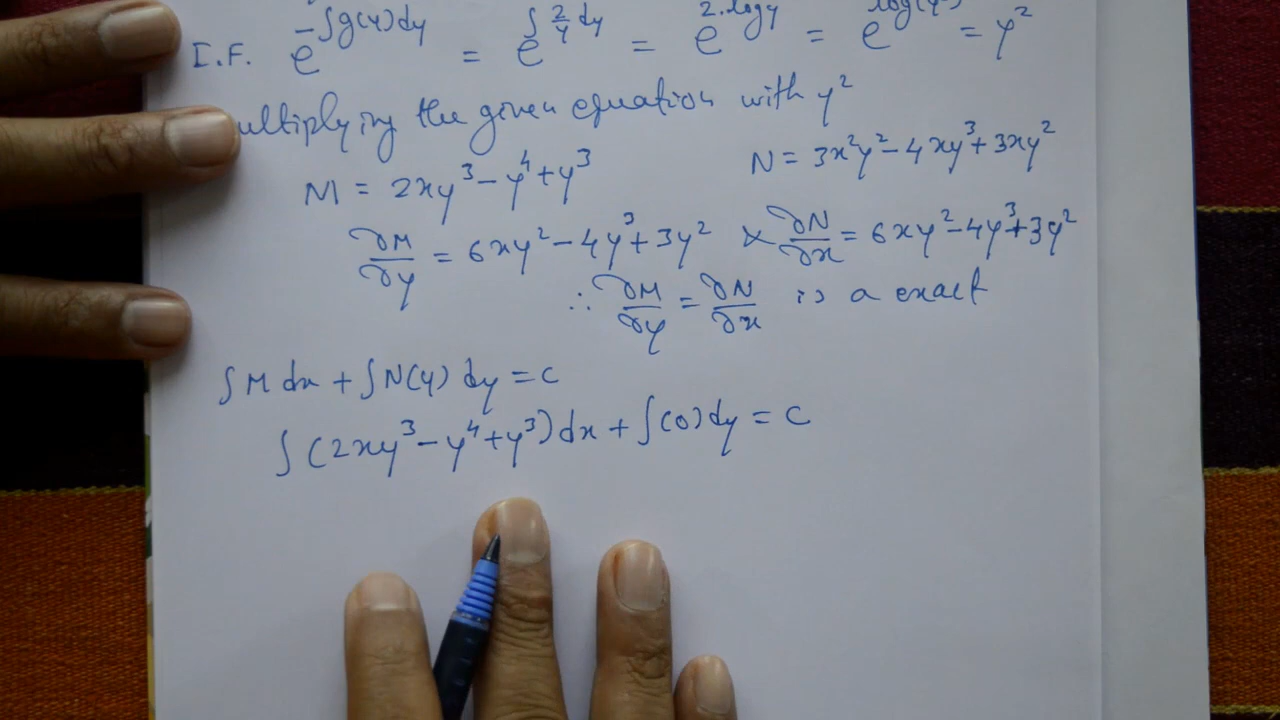 I.F. e^{-∫g(y)dy} = e^{∫ 2/y dy} = e^{2.log y} = e^{log(y²)} = y²
ultiplying the given equation with y²
M = 2xy³ - y⁴ + y³ N = 3x²y² - 4xy³ + 3xy²
∂M/∂y = 6xy² - 4y³ + 3y² & ∂N/∂x = 6xy² - 4y³ + 3y²
∴ ∂M/∂y = ∂N/∂x is a exact
∫M dx + ∫N(y) dy = c
∫(2xy³ - y⁴ + y³)dx + ∫(0)dy = c